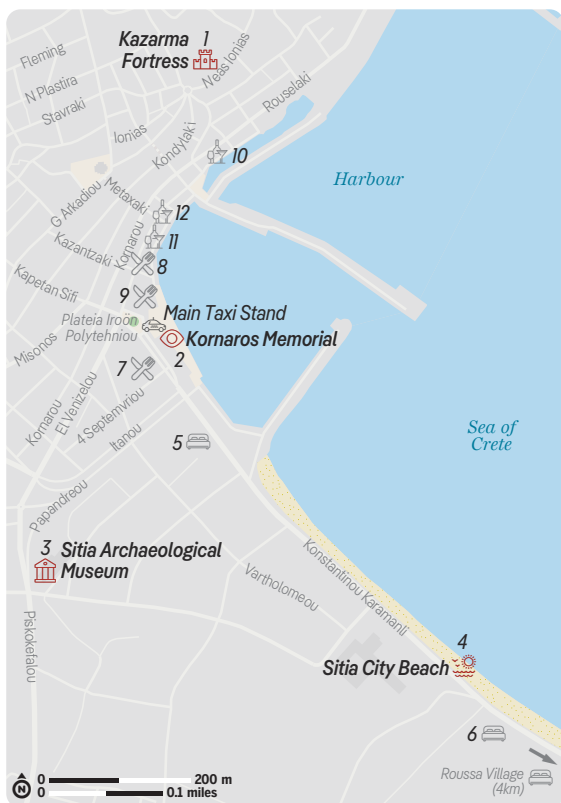 Kazarma
Fortress
1
Fleming
N Plastira
Stavraki
Neas Ionias
Rouselaki
Ionias
Kondylaki
10
Harbour
G Arkadiou
Metaxaki
12
Kornarou
11
Kazantzaki
8
Kapetan Sifi
9
Main Taxi Stand
Plateia Iroön
Polytehniou
Kornaros Memorial
2
Misonos
7
El Venizelou
Kornarou
4 Septemvriou
Itanou
5
Sea of
Crete
Papandreou
3
Sitia Archaeological
Museum
Vartholomeou
Konstantinou Karamanli
Piskokefalou
4
Sitia City Beach
6
Roussa Village
(4km)
N
0 200 m
0 0.1 miles